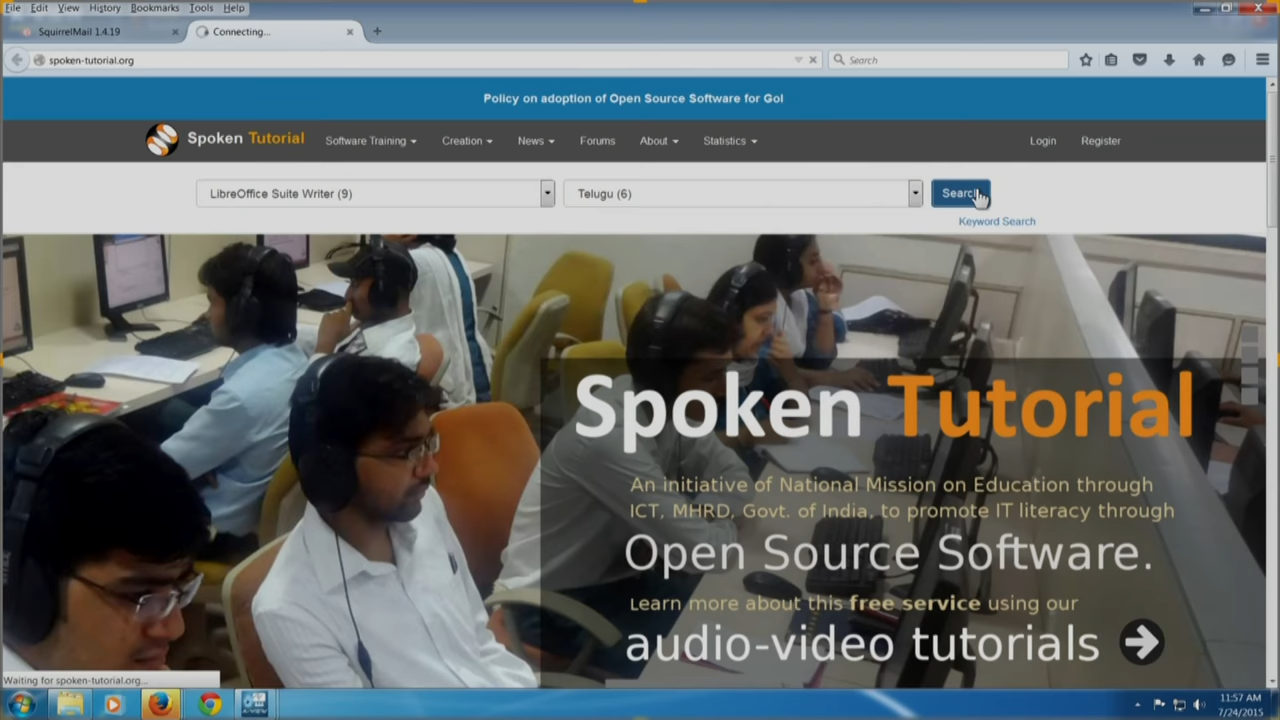 File Edit View History Bookmarks Tools Help
SquirrelMail 1.4.19
Connecting...
spoken-tutorial.org
Search
Policy on adoption of Open Source Software for GoI
Spoken Tutorial
Software Training
Creation
News
Forums
About
Statistics
Login
Register
LibreOffice Suite Writer (9)
Telugu (6)
Search
Keyword Search
Spoken Tutorial
An initiative of National Mission on Education through
ICT, MHRD, Govt. of India, to promote IT literacy through
Open Source Software.
Learn more about this free service using our
audio-video tutorials
Waiting for spoken-tutorial.org...
11:57 AM
7/24/2015